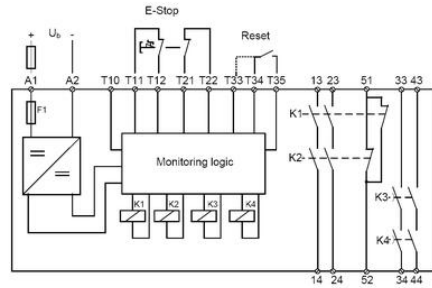 E-Stop
+ Ub -
Reset
A1 A2 T10 T11 T12 T21 T22 T33 T34 T35 13 23 51 33 43
F1
K1
Monitoring logic
K2
K1 K2 K3 K4
K3
K4
14 24 52 34 44